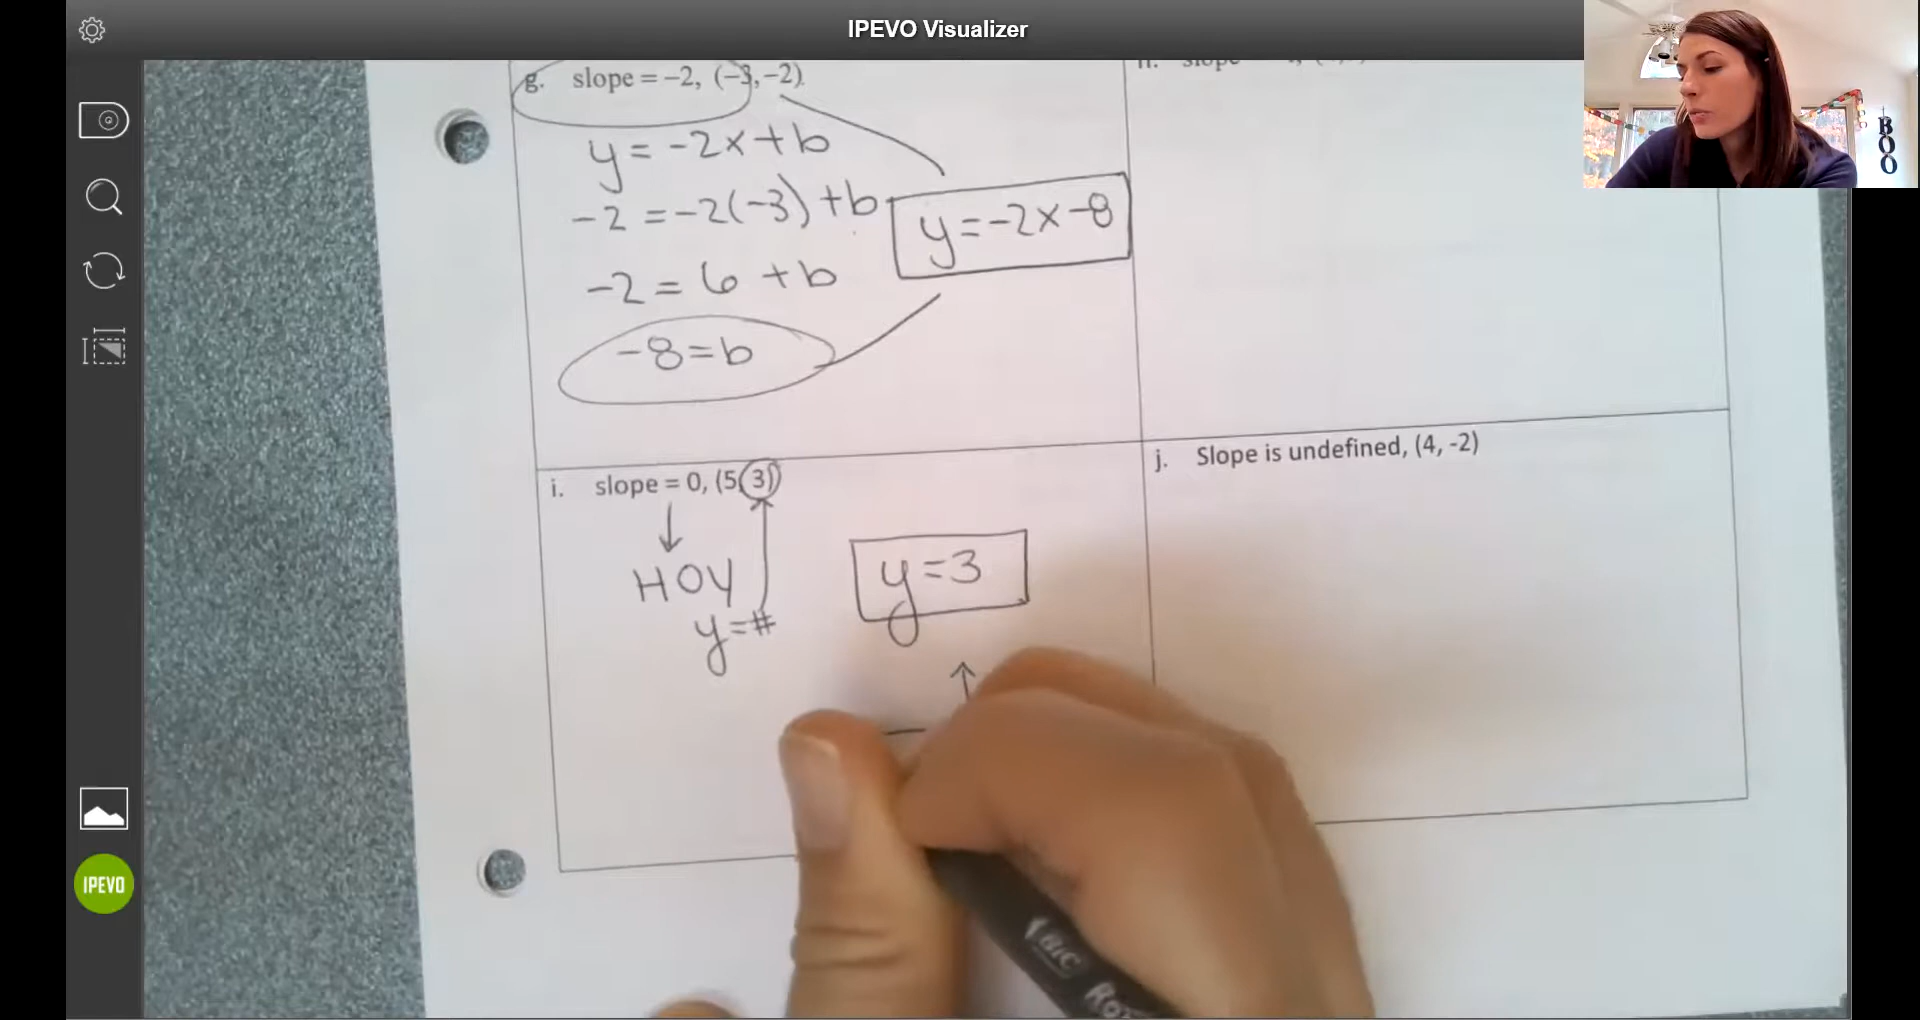 IPEVO Visualizer
g. slope = −2, (−3,−2)
y = -2x + b
-2 = -2(-3) + b
y = -2x - 8
-2 = 6 + b
-8 = b
i. slope = 0, (5, 3)
HOY
y = #
y = 3
j. Slope is undefined, (4, -2)
BOO
IPEVO
BIC